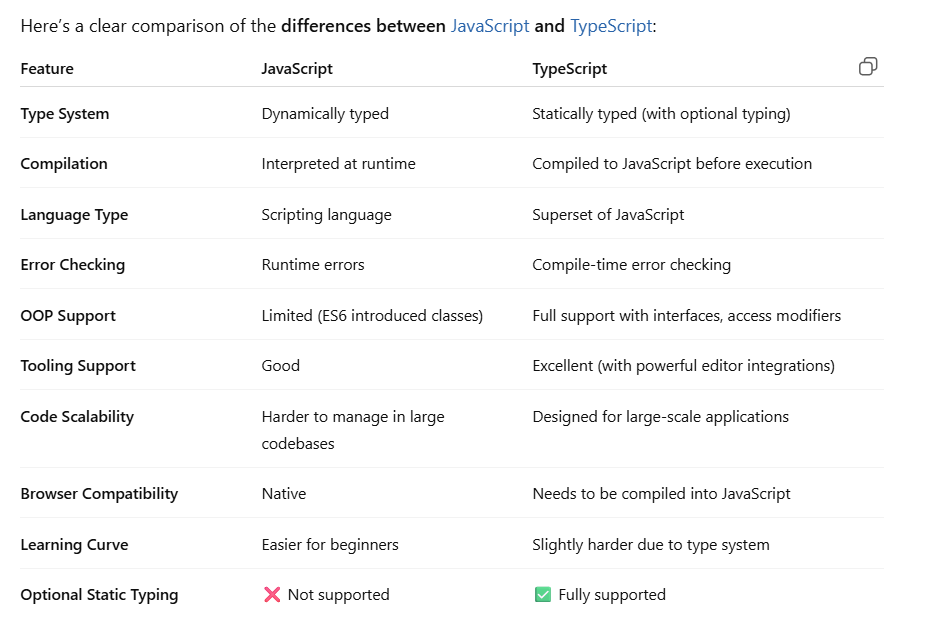 Here’s a clear comparison of the differences between JavaScript and TypeScript:
Feature JavaScript TypeScript
Type System Dynamically typed Statically typed (with optional typing)
Compilation Interpreted at runtime Compiled to JavaScript before execution
Language Type Scripting language Superset of JavaScript
Error Checking Runtime errors Compile-time error checking
OOP Support Limited (ES6 introduced classes) Full support with interfaces, access modifiers
Tooling Support Good Excellent (with powerful editor integrations)
Code Scalability Harder to manage in large Designed for large-scale applications
codebases
Browser Compatibility Native Needs to be compiled into JavaScript
Learning Curve Easier for beginners Slightly harder due to type system
Optional Static Typing ❌ Not supported ✅ Fully supported